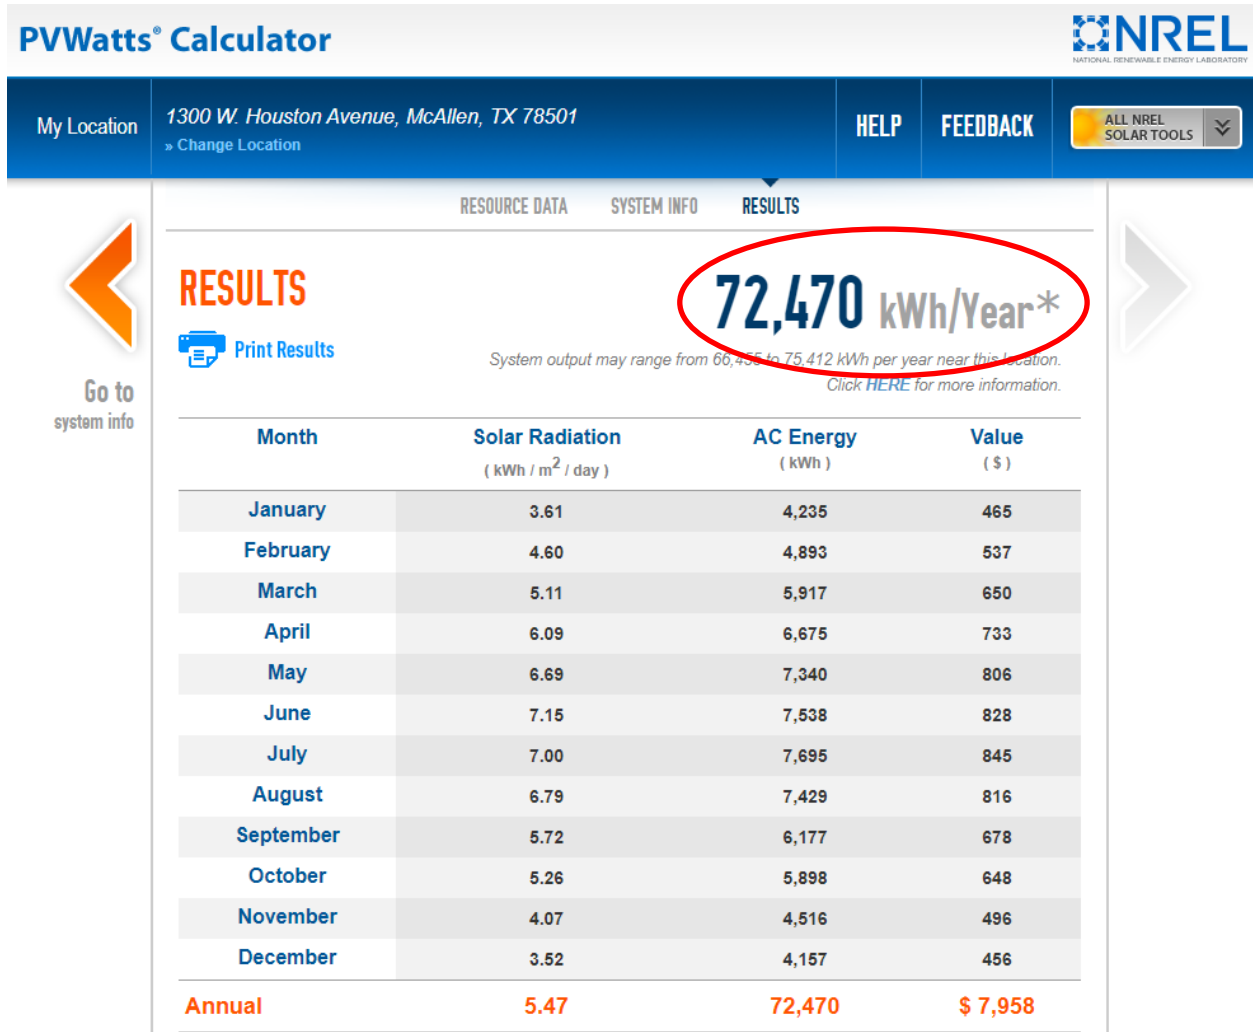 PVWatts® Calculator
NREL
NATIONAL RENEWABLE ENERGY LABORATORY
My Location
1300 W. Houston Avenue, McAllen, TX 78501
» Change Location
HELP
FEEDBACK
ALL NREL
SOLAR TOOLS
RESOURCE DATA SYSTEM INFO RESULTS
RESULTS
72,470 kWh/Year*
Print Results
System output may range from 66,455 to 75,412 kWh per year near this location.
Click HERE for more information.
Go to
system info
Month Solar Radiation AC Energy Value
( kWh / m2 / day ) ( kWh ) ( $ )
January 3.61 4,235 465
February 4.60 4,893 537
March 5.11 5,917 650
April 6.09 6,675 733
May 6.69 7,340 806
June 7.15 7,538 828
July 7.00 7,695 845
August 6.79 7,429 816
September 5.72 6,177 678
October 5.26 5,898 648
November 4.07 4,516 496
December 3.52 4,157 456
Annual 5.47 72,470 $ 7,958